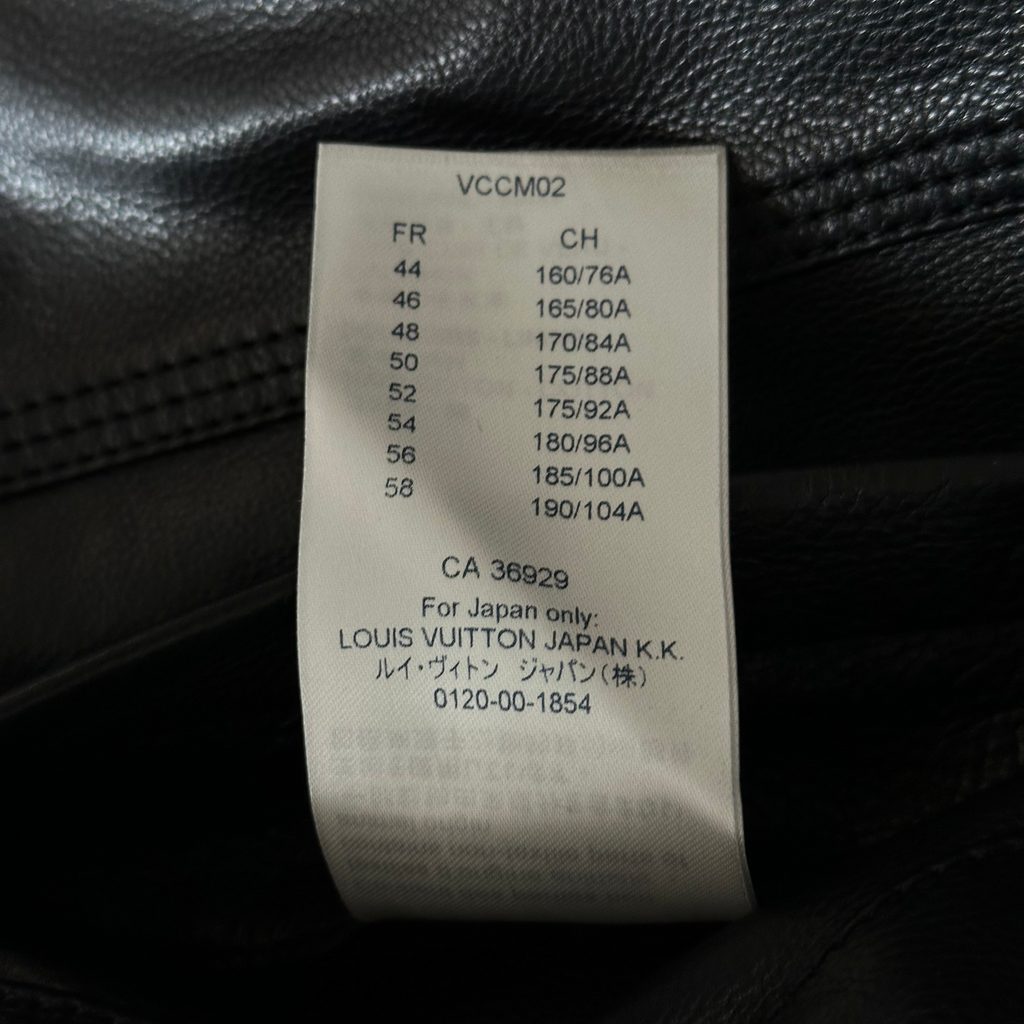 VCCM02
FR CH
44 160/76A
46 165/80A
48 170/84A
50 175/88A
52 175/92A
54 180/96A
56 185/100A
58 190/104A
CA 36929
For Japan only:
LOUIS VUITTON JAPAN K.K.
ルイ・ヴィトン ジャパン(株)
0120-00-1854